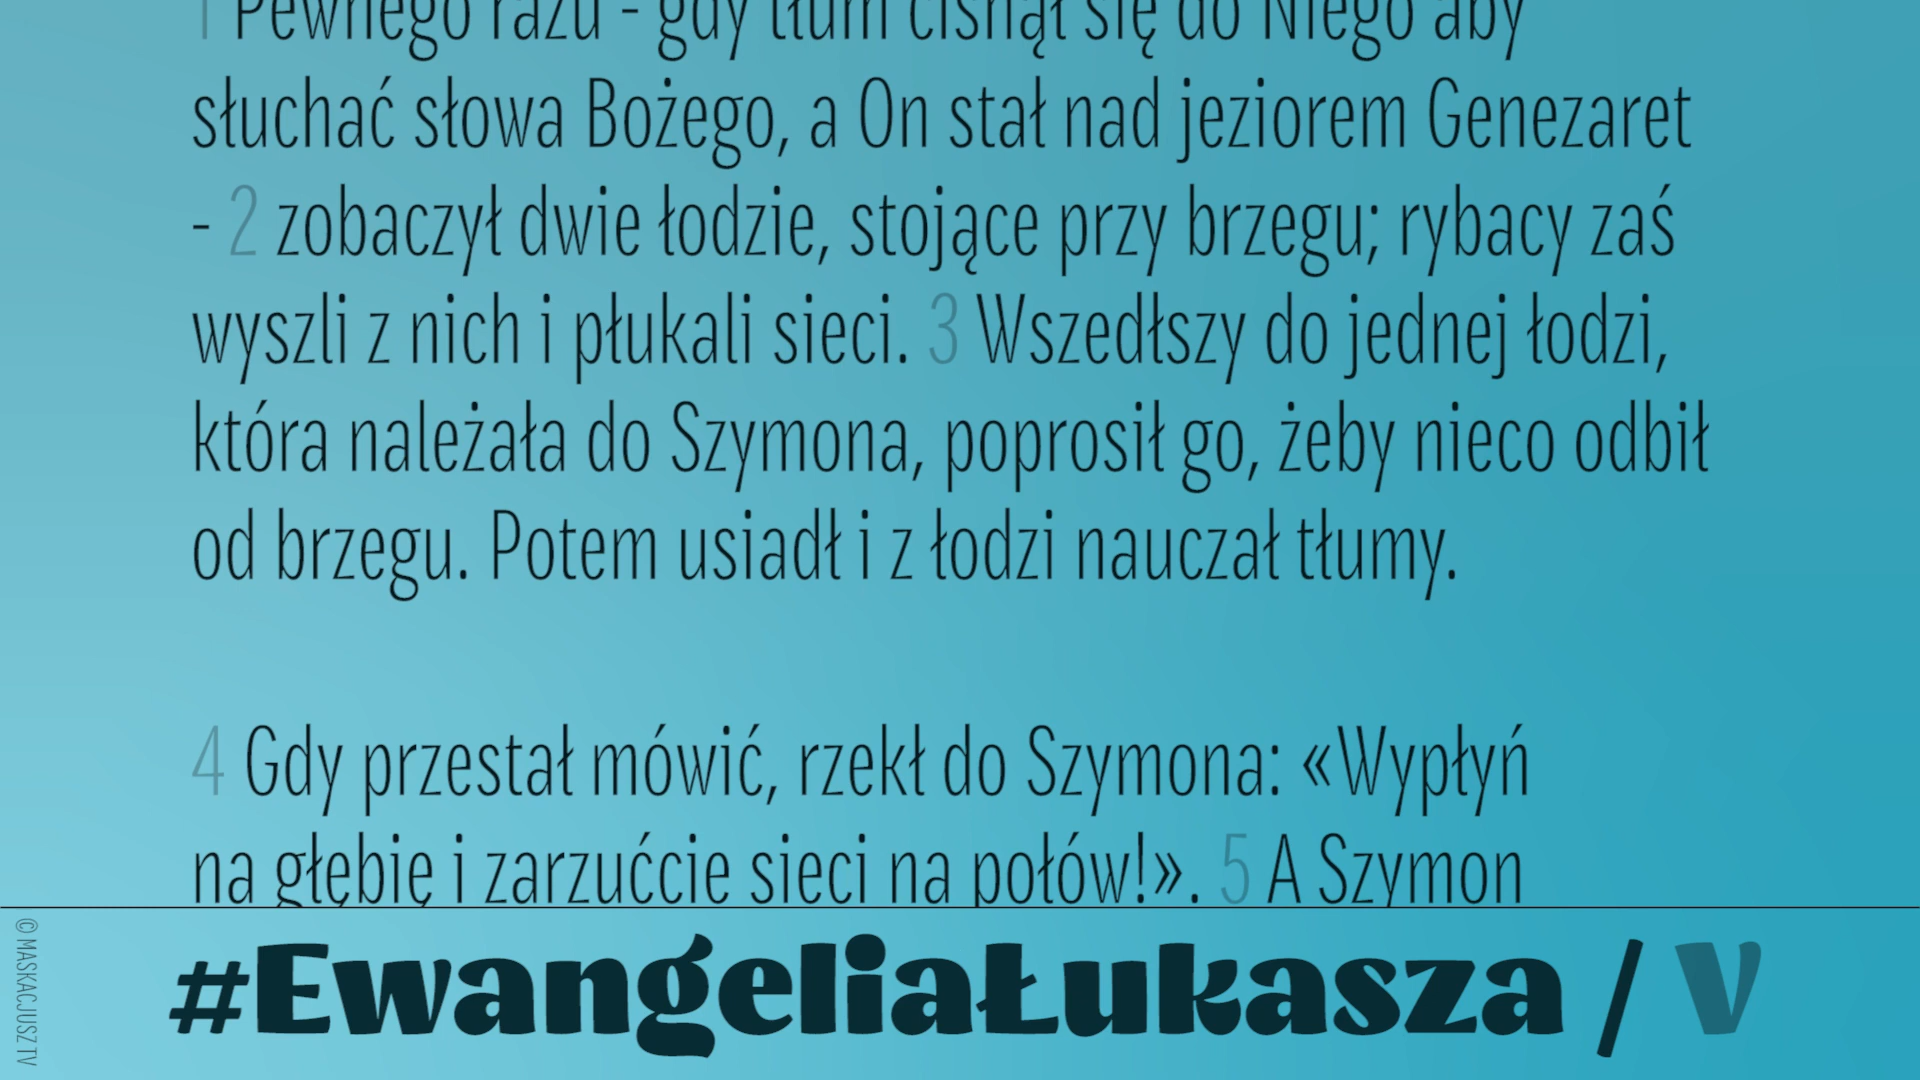 1 Pewnego razu - gdy tłum cisnął się do Niego aby
słuchać słowa Bożego, a On stał nad jeziorem Genezaret
- 2 zobaczył dwie łodzie, stojące przy brzegu; rybacy zaś
wyszli z nich i płukali sieci. 3 Wszedłszy do jednej łodzi,
która należała do Szymona, poprosił go, żeby nieco odbił
od brzegu. Potem usiadł i z łodzi nauczał tłumy.
4 Gdy przestał mówić, rzekł do Szymona: «Wypłyń
na głębię i zarzućcie sieci na połów!». 5 A Szymon
#EwangeliaŁukasza / V
© MASKACJUSZ TV